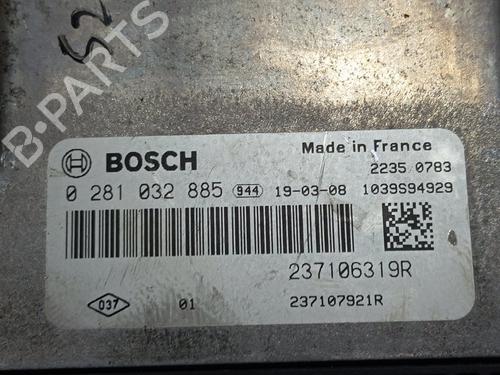 52
B-PARTS
BOSCH
Made in France
2235 0783
0 281 032 885 944 19-03-08 1039S94929
237106319R
037 01 237107921R